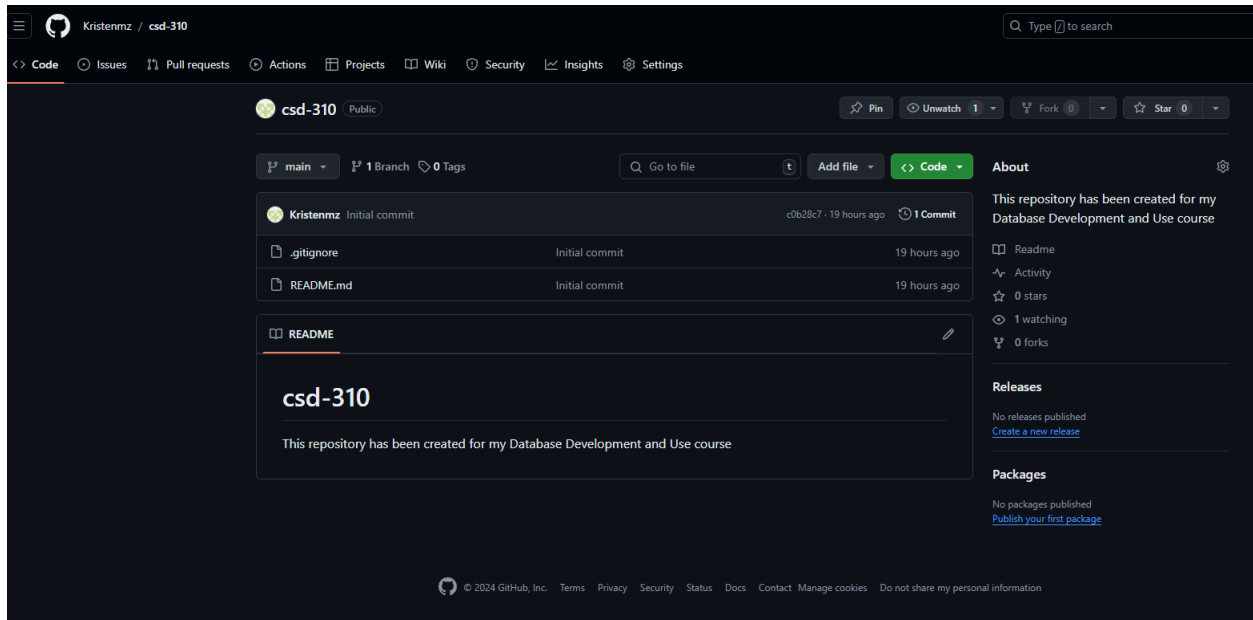 Kristenmz / csd-310
Type / to search
Code Issues Pull requests Actions Projects Wiki Security Insights Settings
csd-310 Public
Pin Unwatch 1 Fork 0 Star 0
main 1 Branch 0 Tags Go to file t Add file Code
Kristenmz Initial commit c0b28c7 · 19 hours ago 1 Commit
.gitignore Initial commit 19 hours ago
README.md Initial commit 19 hours ago
README
csd-310
This repository has been created for my Database Development and Use course
About
This repository has been created for my
Database Development and Use course
Readme
Activity
0 stars
1 watching
0 forks
Releases
No releases published
Create a new release
Packages
No packages published
Publish your first package
© 2024 GitHub, Inc. Terms Privacy Security Status Docs Contact Manage cookies Do not share my personal information